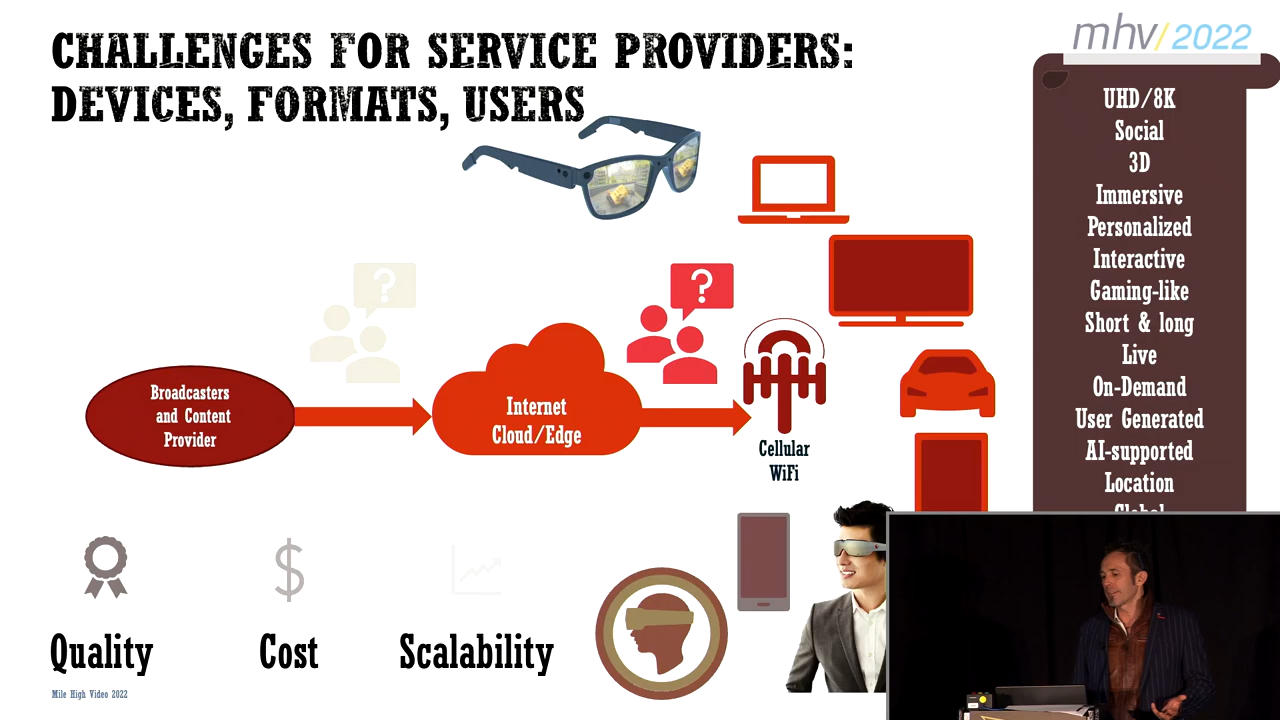 CHALLENGES FOR SERVICE PROVIDERS:
DEVICES, FORMATS, USERS
mhv/2022
UHD/8K
Social
3D
Immersive
Personalized
Interactive
Gaming-like
Short & long
Live
On-Demand
User Generated
AI-supported
Location
Global
?
?
Broadcasters
and Content
Provider
Internet
Cloud/Edge
Cellular
WiFi
$
Quality
Cost
Scalability
Mile High Video 2022